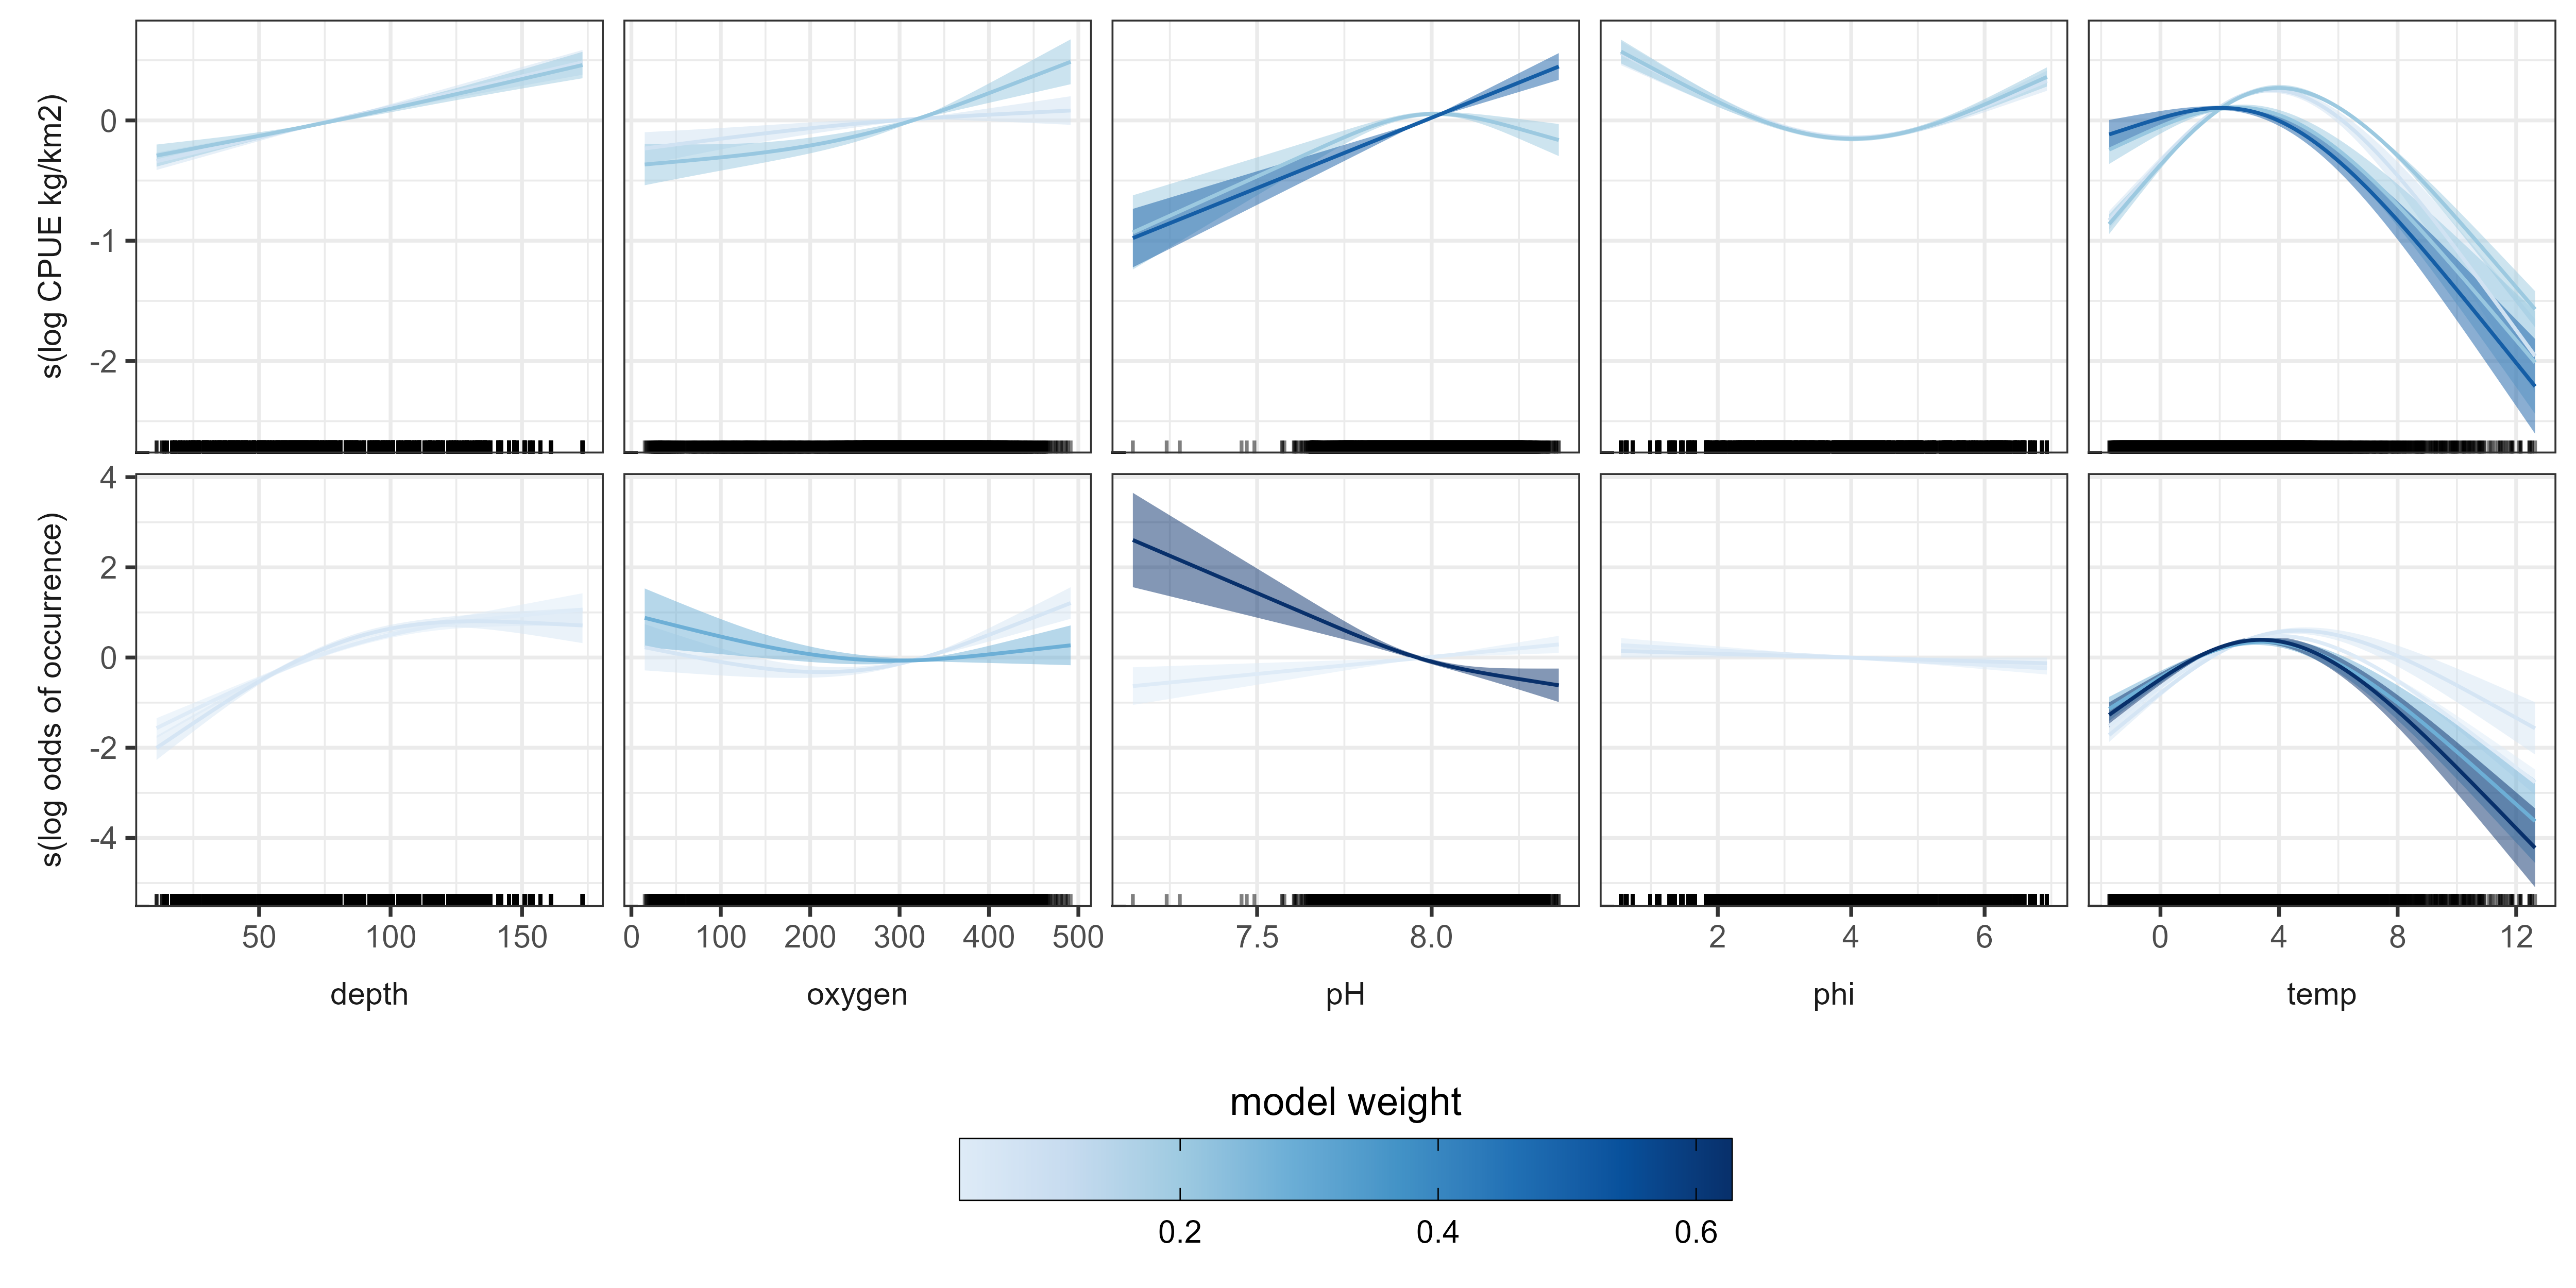 s(log CPUE kg/km2)
0
-1
-2
s(log odds of occurrence)
4
2
0
-2
-4
50 100 150
0 100 200 300 400 500
7.5 8.0
2 4 6
0 4 8 12
depth oxygen pH phi temp
model weight
0.2 0.4 0.6